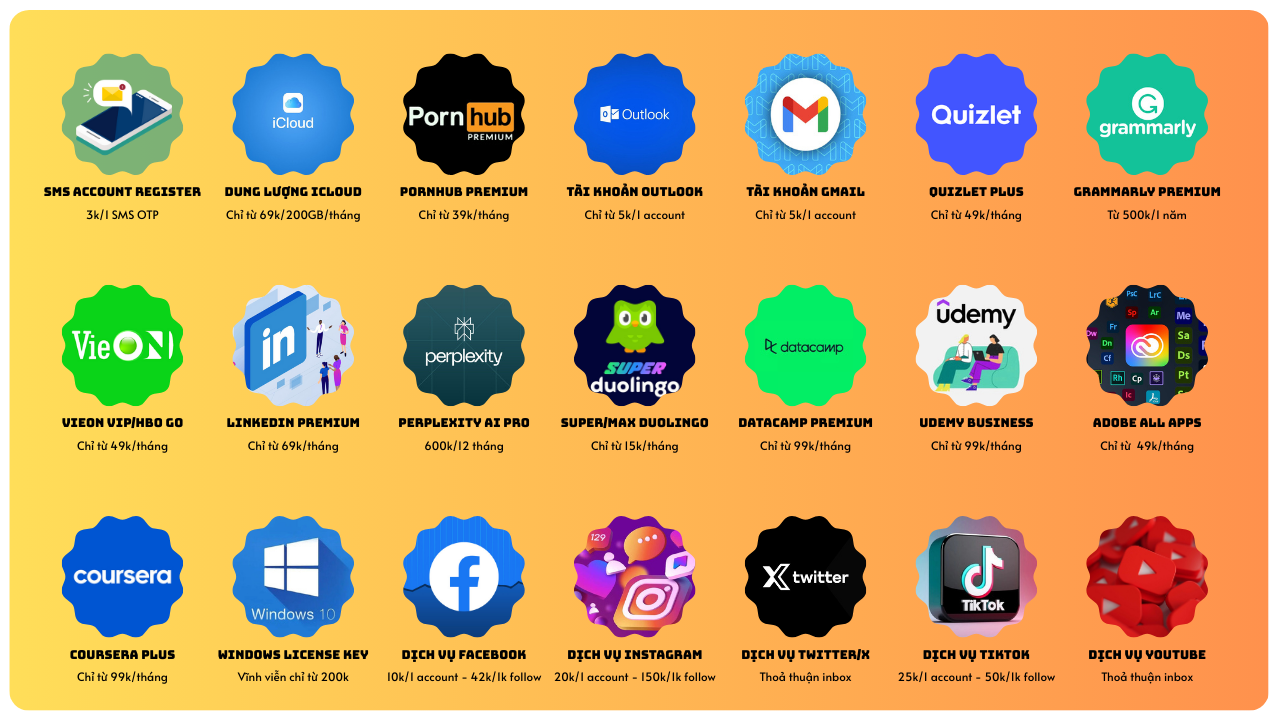 iCloud
Porn hub
PREMIUM
Outlook
Quizlet
grammarly
SMS ACCOUNT REGISTER
DUNG LƯỢNG ICLOUD
PORNHUB PREMIUM
TÀI KHOẢN OUTLOOK
TÀI KHOẢN GMAIL
QUIZLET PLUS
GRAMMARLY PREMIUM
3k/1 SMS OTP
Chỉ từ 69k/200GB/tháng
Chỉ từ 39k/tháng
Chỉ từ 5k/1 account
Chỉ từ 5k/1 account
Chỉ từ 49k/tháng
Từ 500k/1 năm
VieON
in
perplexity
SUPER
duolingo
datacamp
udemy
PsC
LrC
Sp
Ar
Me
Dw
Fr
Dn
Sa
Cf
Ds
Rh
Cp
Pt
Ic
VIEON VIP/HBO GO
LINKEDIN PREMIUM
PERPLEXITY AI PRO
SUPER/MAX DUOLINGO
DATACAMP PREMIUM
UDEMY BUSINESS
ADOBE ALL APPS
Chỉ từ 49k/tháng
Chỉ từ 69k/tháng
600k/12 tháng
Chỉ từ 15k/tháng
Chỉ từ 99k/tháng
Chỉ từ 99k/tháng
Chỉ từ 49k/tháng
coursera
Windows 10
129
X twitter
TikTok
COURSERA PLUS
WINDOWS LICENSE KEY
DỊCH VỤ FACEBOOK
DỊCH VỤ INSTAGRAM
DỊCH VỤ TWITTER/X
DỊCH VỤ TIKTOK
DỊCH VỤ YOUTUBE
Chỉ từ 99k/tháng
Vĩnh viễn chỉ từ 200k
10k/1 account - 42k/1k follow
20k/1 account - 150k/1k follow
Thoả thuận inbox
25k/1 account - 50k/1k follow
Thoả thuận inbox